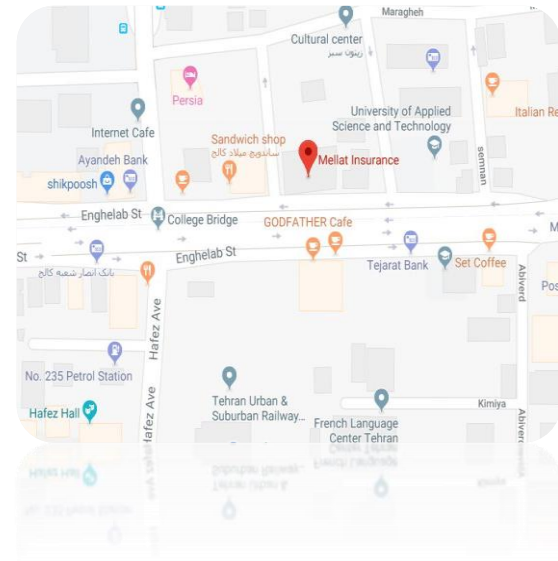 Maragheh
Cultural center
زیتون سبز
Persia
Internet Cafe
University of Applied
Science and Technology
Italian Re
Sandwich shop
ساندویچ میلاد کالج
Ayandeh Bank
Mellat Insurance
semnan
shikpoosh
Enghelab St
College Bridge
GODFATHER Cafe
Enghelab St
St
بانک انصار شعبه کالج
Tejarat Bank
Set Coffee
Abiverd
Pos
Hafez Ave
No. 235 Petrol Station
Hafez Hall
Hafez Ave
Tehran Urban &
Suburban Railway...
French Language
Center Tehran
Kimiya